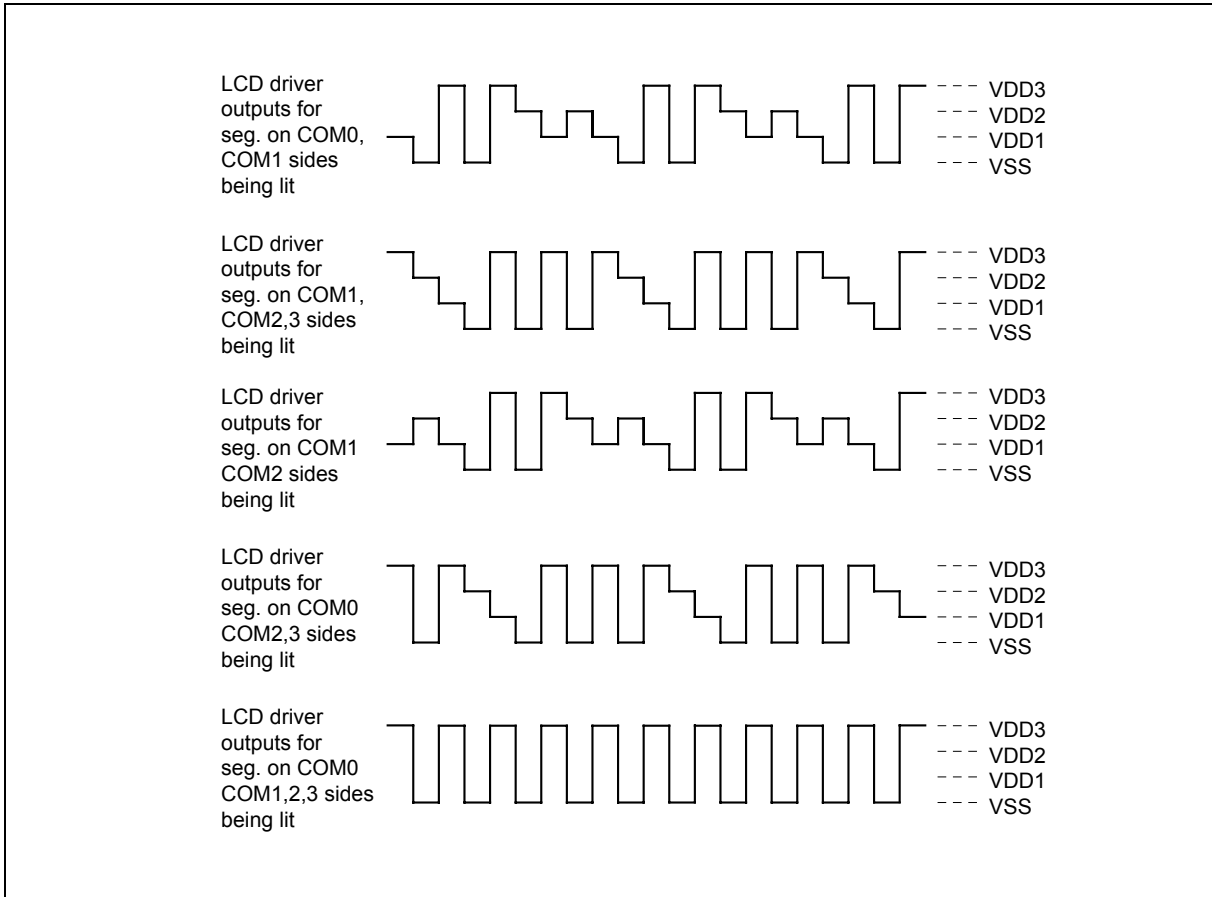 LCD driver
outputs for
seg. on COM0,
COM1 sides
being lit
VDD3
VDD2
VDD1
VSS
LCD driver
outputs for
seg. on COM1,
COM2,3 sides
being lit
VDD3
VDD2
VDD1
VSS
LCD driver
outputs for
seg. on COM1
COM2 sides
being lit
VDD3
VDD2
VDD1
VSS
LCD driver
outputs for
seg. on COM0
COM2,3 sides
being lit
VDD3
VDD2
VDD1
VSS
LCD driver
outputs for
seg. on COM0
COM1,2,3 sides
being lit
VDD3
VDD2
VDD1
VSS